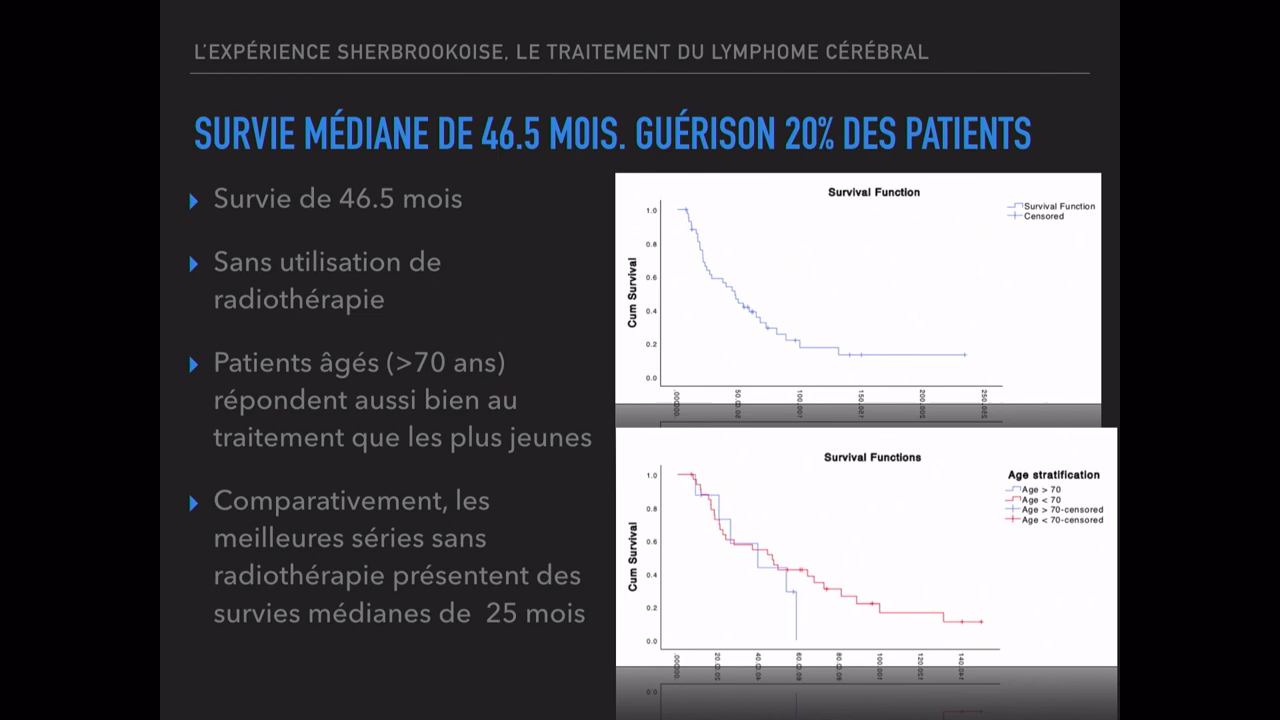 L'EXPÉRIENCE SHERBROOKOISE, LE TRAITEMENT DU LYMPHOME CÉRÉBRAL
SURVIE MÉDIANE DE 46.5 MOIS. GUÉRISON 20% DES PATIENTS
Survie de 46.5 mois
Sans utilisation de
radiothérapie
Patients âgés (>70 ans)
répondent aussi bien au
traitement que les plus jeunes
Comparativement, les
meilleures séries sans
radiothérapie présentent des
survies médianes de 25 mois
Survival Function
Survival Function
Censored
Cum Survival
1.0
0.8
0.6
0.4
0.2
0.0
Survival Functions
Age stratification
Age > 70
Age < 70
Age > 70-censored
Age < 70-censored
Cum Survival
1.0
0.8
0.6
0.4
0.2
0.0
0.0